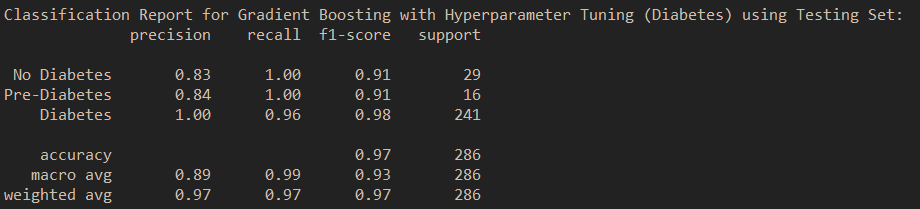 Classification Report for Gradient Boosting with Hyperparameter Tuning (Diabetes) using Testing Set:
precision recall f1-score support
No Diabetes 0.83 1.00 0.91 29
Pre-Diabetes 0.84 1.00 0.91 16
Diabetes 1.00 0.96 0.98 241
accuracy 0.97 286
macro avg 0.89 0.99 0.93 286
weighted avg 0.97 0.97 0.97 286